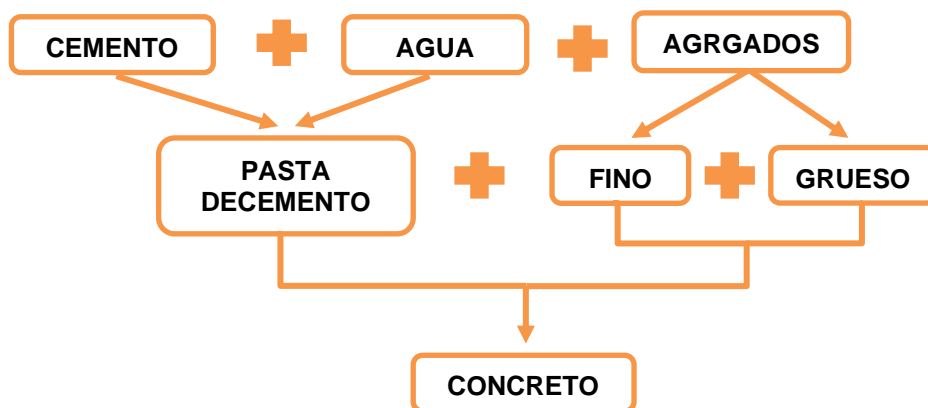 CEMENTO
AGUA
AGRGADOS
PASTA
DECEMENTO
FINO
GRUESO
CONCRETO